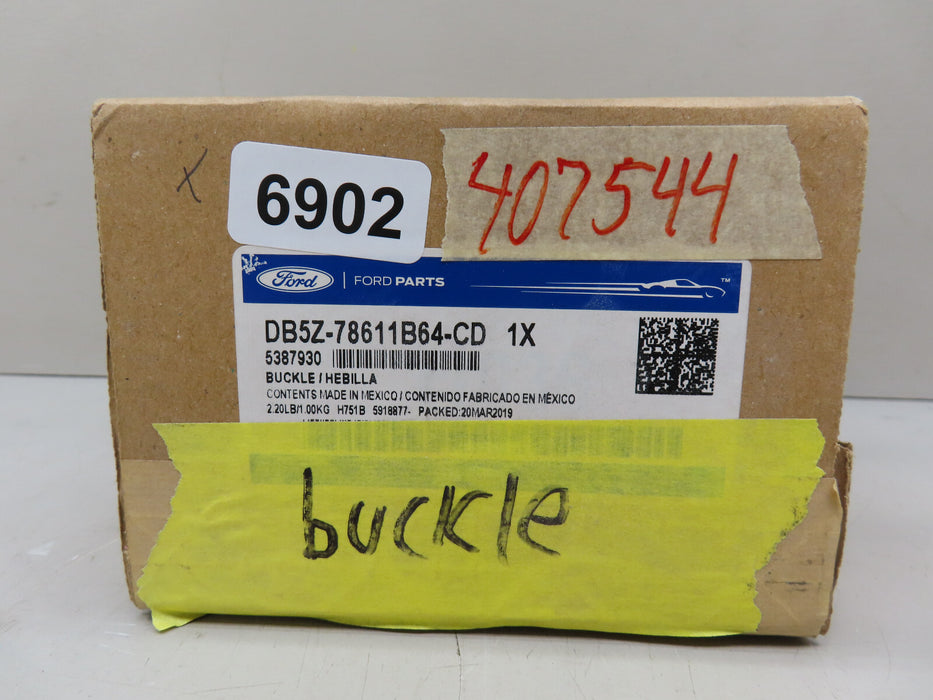 x
6902
407544
Ford | FORD PARTS ™
DB5Z-78611B64-CD 1X
5387930
BUCKLE / HEBILLA
CONTENTS MADE IN MEXICO / CONTENIDO FABRICADO EN MÉXICO
2.20LB/1.00KG H751B 5918877- PACKED:20MAR2019
buckle